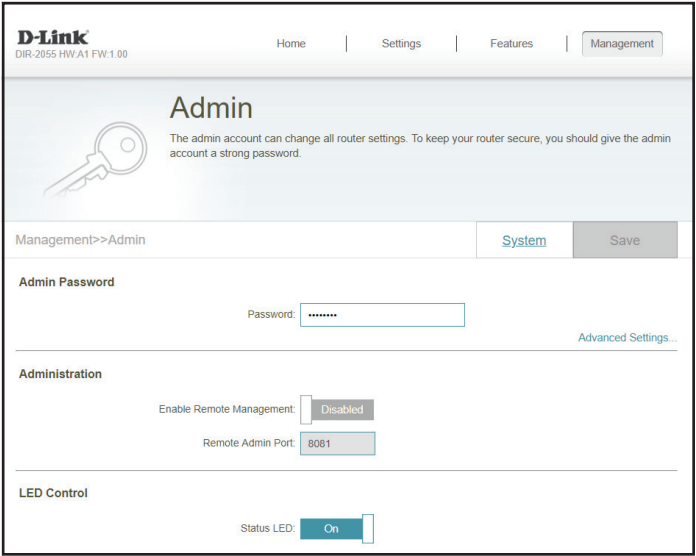 D-Link
DIR-2055 HW:A1 FW:1.00
Home | Settings | Features | Management
Admin
The admin account can change all router settings. To keep your router secure, you should give the admin
account a strong password.
Management>>Admin
System
Save
Admin Password
Password: ••••••••
Advanced Settings...
Administration
Enable Remote Management: Disabled
Remote Admin Port: 8081
LED Control
Status LED: On